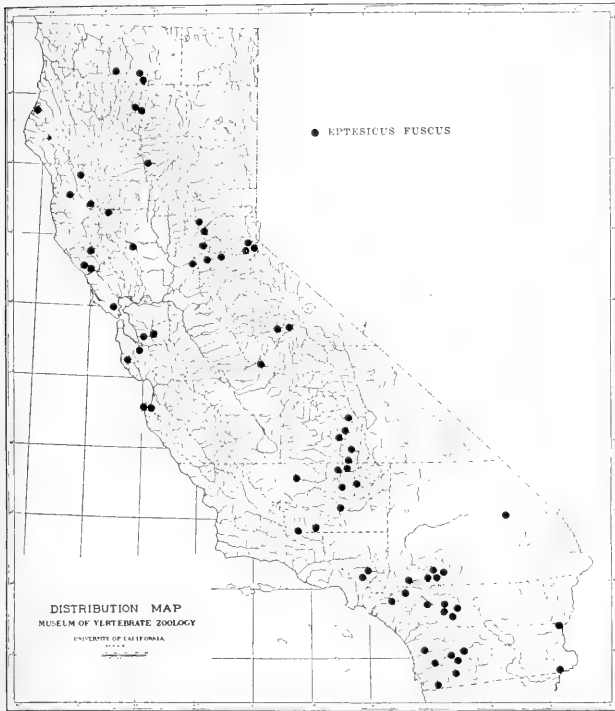 ● EPTESICUS FUSCUS
DISTRIBUTION MAP
MUSEUM OF VERTEBRATE ZOOLOGY
UNIVERSITY OF CALIFORNIA